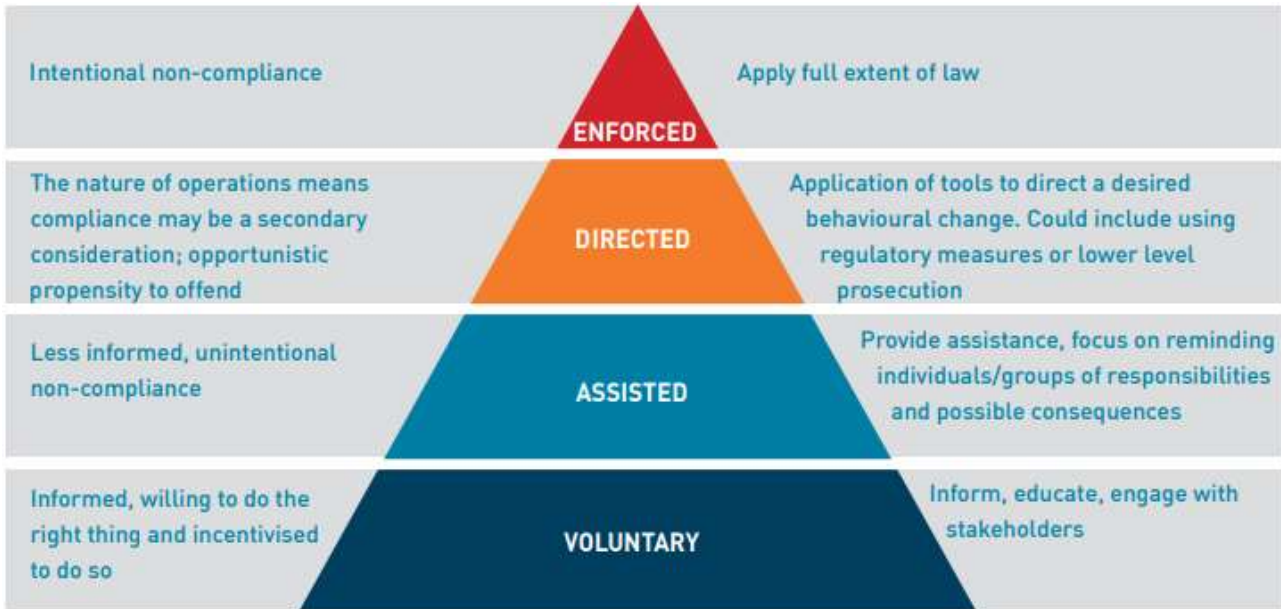 Intentional non-compliance
Apply full extent of law
ENFORCED
The nature of operations means
compliance may be a secondary
consideration; opportunistic
propensity to offend
DIRECTED
Application of tools to direct a desired
behavioural change. Could include using
regulatory measures or lower level
prosecution
Less informed, unintentional
non-compliance
ASSISTED
Provide assistance, focus on reminding
individuals/groups of responsibilities
and possible consequences
Informed, willing to do the
right thing and incentivised
to do so
VOLUNTARY
Inform, educate, engage with
stakeholders